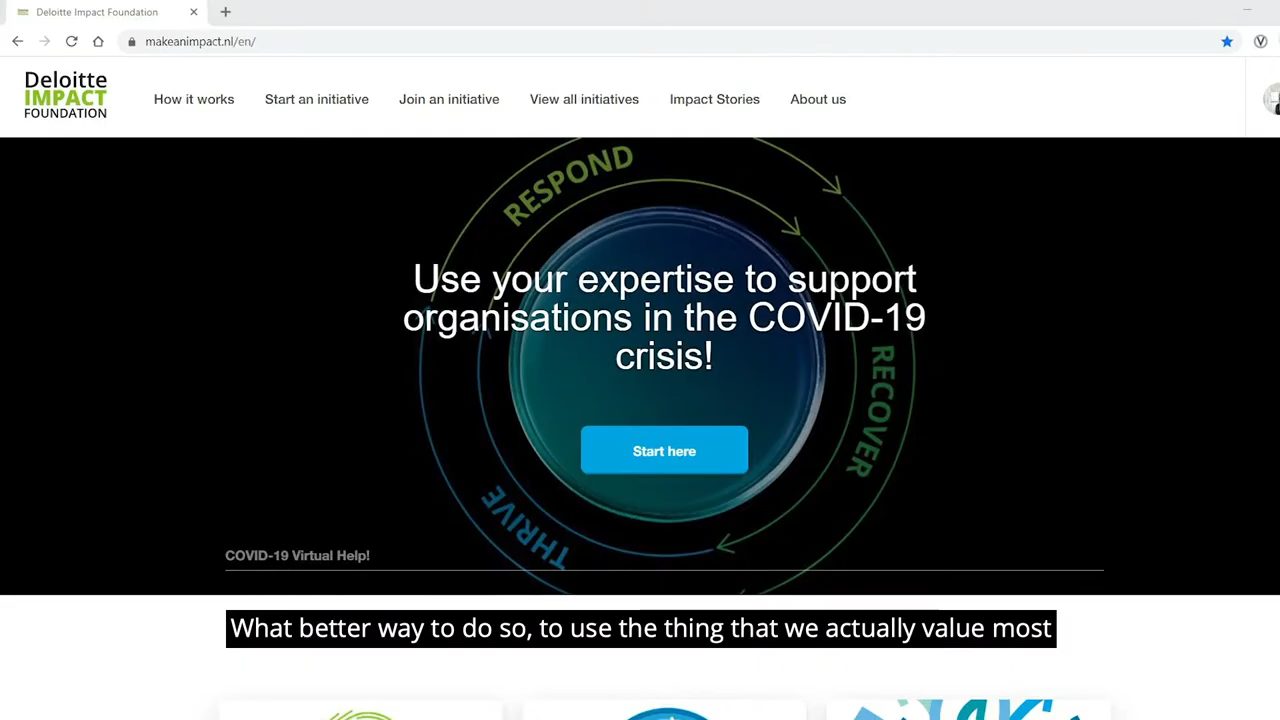 Deloitte Impact Foundation
makeanimpact.nl/en/
Deloitte
IMPACT
FOUNDATION
How it works
Start an initiative
Join an initiative
View all initiatives
Impact Stories
About us
RESPOND
Use your expertise to support
organisations in the COVID-19
crisis!
RECOVER
Start here
THRIVE
COVID-19 Virtual Help!
What better way to do so, to use the thing that we actually value most